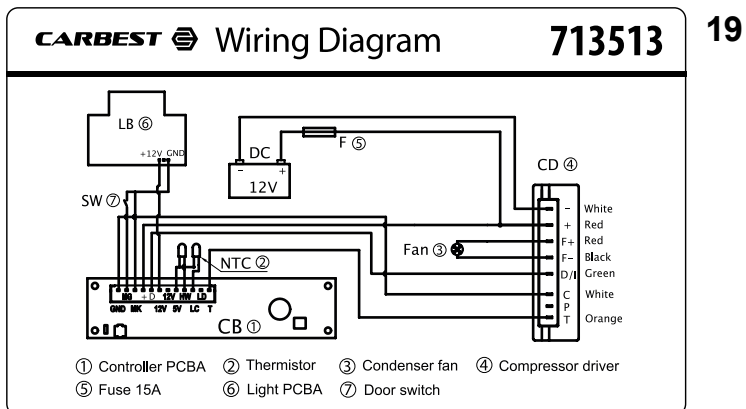 CARBEST Wiring Diagram 713513
19
LB ⑥
+12V GND
SW ⑦
DC
- +
12V
F ⑤
CD ④
- White
+ Red
F+ Red
F- Black
D/I Green
C White
P
T Orange
Fan ③
NTC ②
MG + D 12V NW LD
GND MK 12V 5V LC T
CB ①
① Controller PCBA ② Thermistor ③ Condenser fan ④ Compressor driver
⑤ Fuse 15A ⑥ Light PCBA ⑦ Door switch